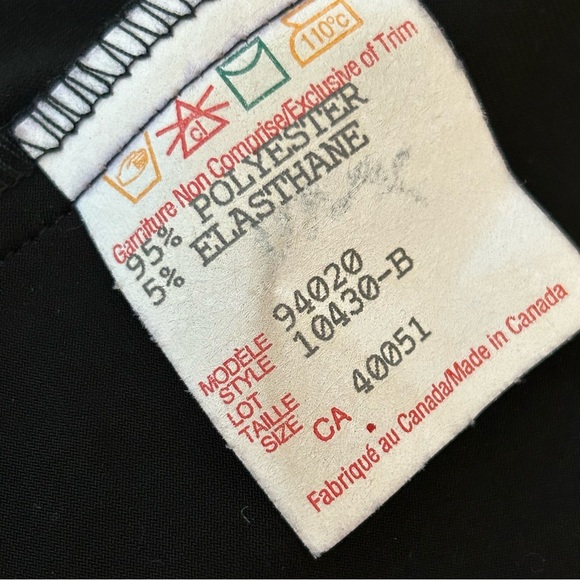 cl
110°c
Garniture Non Comprise/Exclusive of Trim
95% POLYESTER
5% ELASTHANE
MODÈLE 94020
STYLE 10430-B
LOT
TAILLE 40051
SIZE
CA
Fabriqué au Canada/Made in Canada